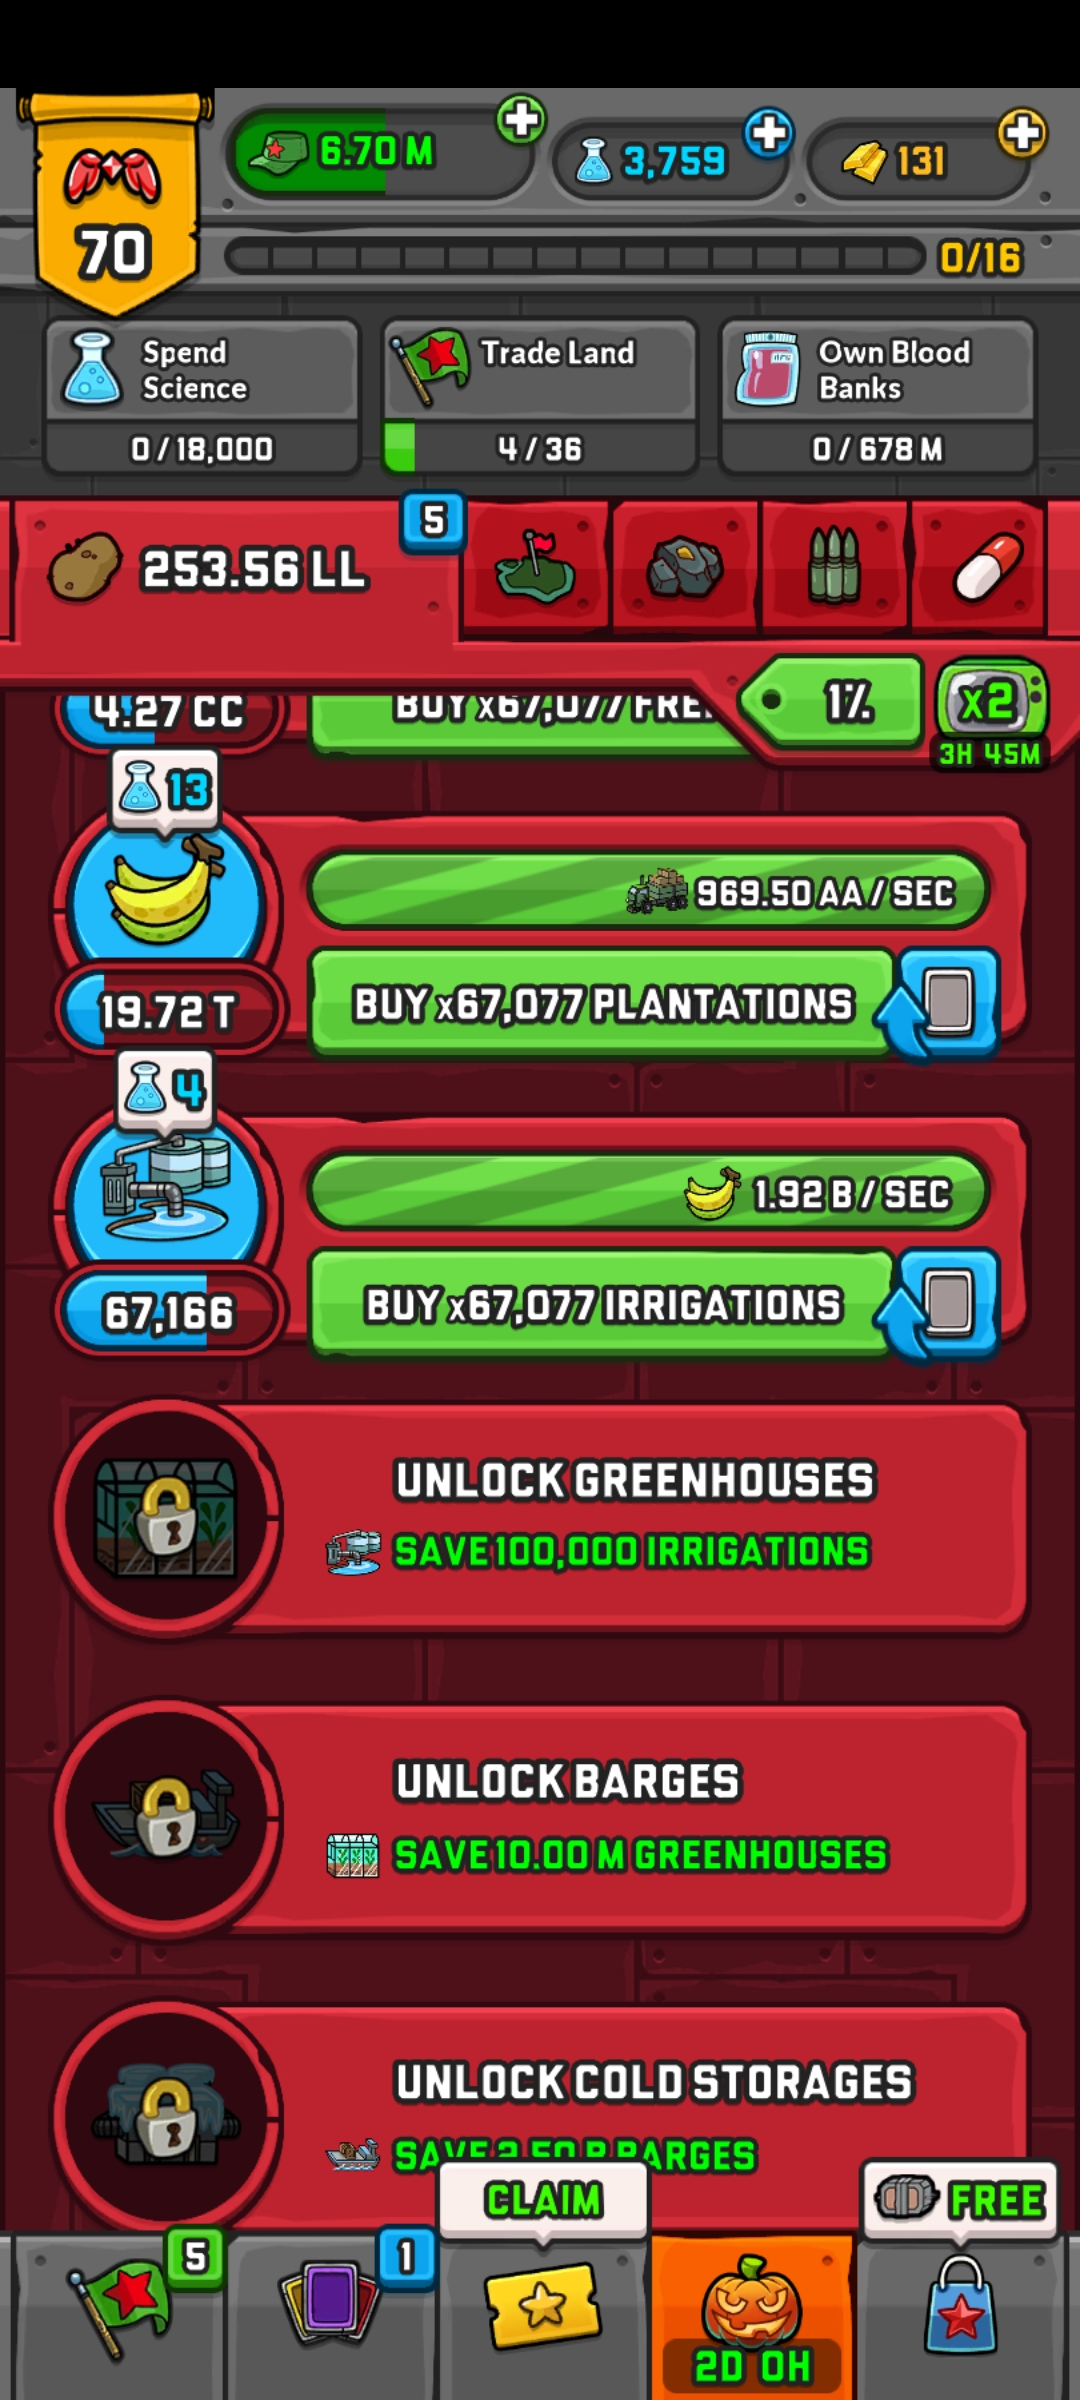 70
6.70 M
3,759
131
0/16
Spend
Science
0 / 18,000
Trade Land
4 / 36
Own Blood
Banks
0 / 678 M
253.56 LL
5
1%
x2
3H 45M
4.27 CC
BUY x67,077 FRE
13
969.50 AA / SEC
19.72 T
BUY x67,077 PLANTATIONS
4
1.92 B / SEC
67,166
BUY x67,077 IRRIGATIONS
UNLOCK GREENHOUSES
SAVE 100,000 IRRIGATIONS
UNLOCK BARGES
SAVE 10.00 M GREENHOUSES
UNLOCK COLD STORAGES
SAVE 2.50 B BARGES
CLAIM
FREE
5
1
2D 0H